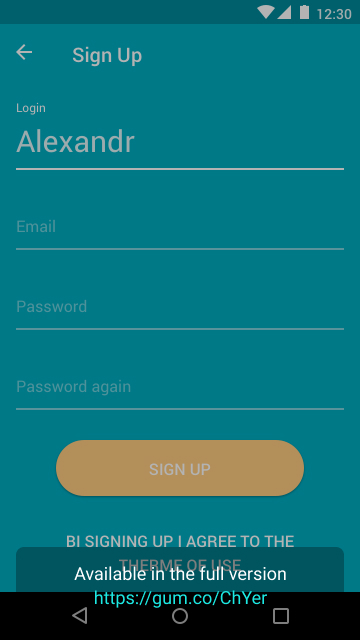 12:30
Sign Up
Login
Alexandr
Email
Password
Password again
SIGN UP
BI SIGNING UP I AGREE TO THE
THERME OF USE
Available in the full version
https://gum.co/ChYer